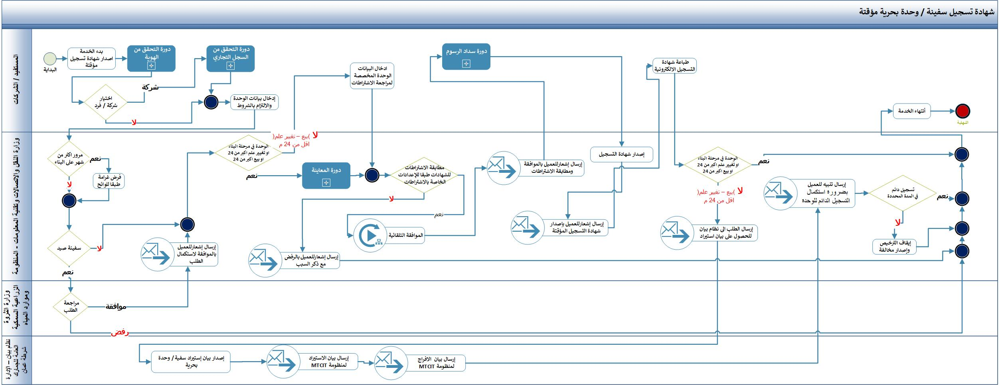 شهادة تسجيل سفينة / وحدة بحرية مؤقتة
المستفيد / الشركات
البداية
بدء الخدمة
اصدار شهادة تسجيل
مؤقتة
دورة التحقق من
الهوية
دورة التحقق من
السجل التجاري
اختيار
شركة / فرد
شركة
لا
إدخال بيانات الوحدة
والالتزام بالشروط
ادخال البيانات
الوحدة المخصصة
لمراجعة الاشتراطات
دورة سداد الرسوم
طباعة شهادة
التسجيل الالكترونية
أنتهاء الخدمة
النهاية
وزارة النقل والاتصالات وتقنية المعلومات - المنظومة
مرور اكثر من
شهر على البناء
نعم
فرض غرامة
طبقا للوائح
لا
سفينة صيد
لا
نعم
إرسال إشعارللعميل
بالموافقة لاستكمال
الطلب
الوحدة في مرحلة البناء
او تغيير علم اكبر من 24
او بيع اكبر من 24
لا
)بيع – تغيير علم(
اقل من 24 م
نعم
دورة المعاينة
مطابقة الاشتراطات
للشهادات طبقا للإعدادات
الخاصة بالاشتراطات
لا
نعم
إرسال إشعارللعميل بالرفض
مع ذكر السبب
الموافقة التلقائية
إرسال إشعارللعميل بالموافقة
ومطابقة الاشتراطات
إصدار شهادة التسجيل
إرسال إشعارللعميل بإصدار
شهادة التسجيل المؤقتة
الوحدة في مرحلة البناء
او تغيير علم اكبر من 24
او بيع اكبر من 24
نعم
لا
)بيع – تغيير علم(
اقل من 24 م
إرسال الطلب الى نظام بيان
للحصول على بيان استيراد
إرسال تنبيه للعميل
بضرورة استكمال
التسجيل الدائم للوحدة
تسجيل دائم
في المدة المحددة
نعم
لا
إيقاف الترخيص
وإصدار مخالفة
وزارة الثروة
الزراعية السمكية
وموارد المياه
مراجعة
الطلب
موافقة
رفض
نظام بيان – الإدارة
العامة للجمارك
شرطة عمان
إصدار بيان إستيراد سفية / وحدة
بحرية
إرسال بيان الاستيراد
لمنظومة MTCIT
إرسال بيان الافراج
لمنظومة MTCIT